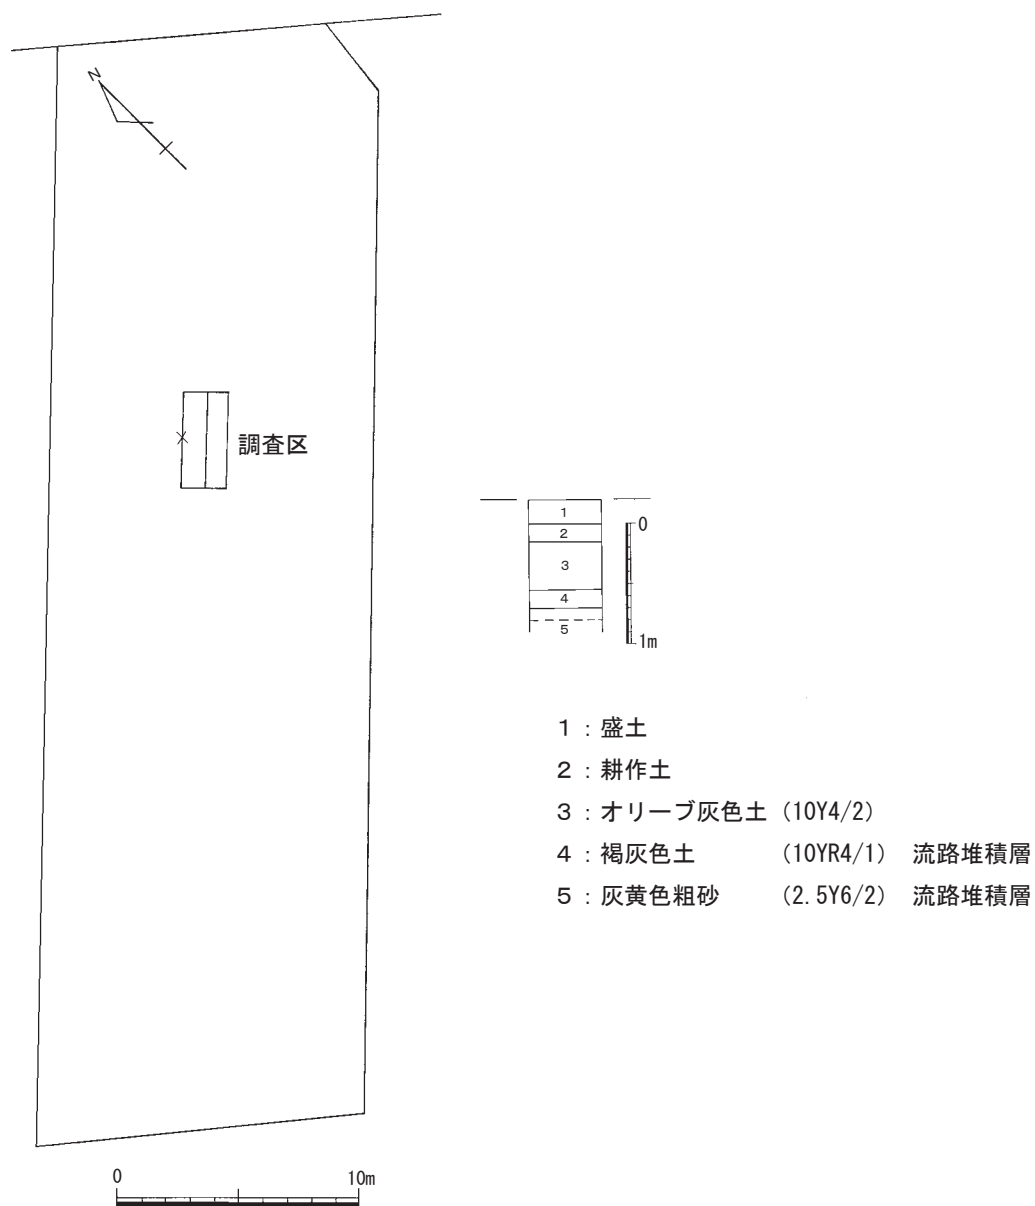 N
調査区
1
2
3
4
5
0
1m
1：盛土
2：耕作土
3：オリーブ灰色土 (10Y4/2)
4：褐灰色土 (10YR4/1) 流路堆積層
5：灰黄色粗砂 (2.5Y6/2) 流路堆積層
0 10m